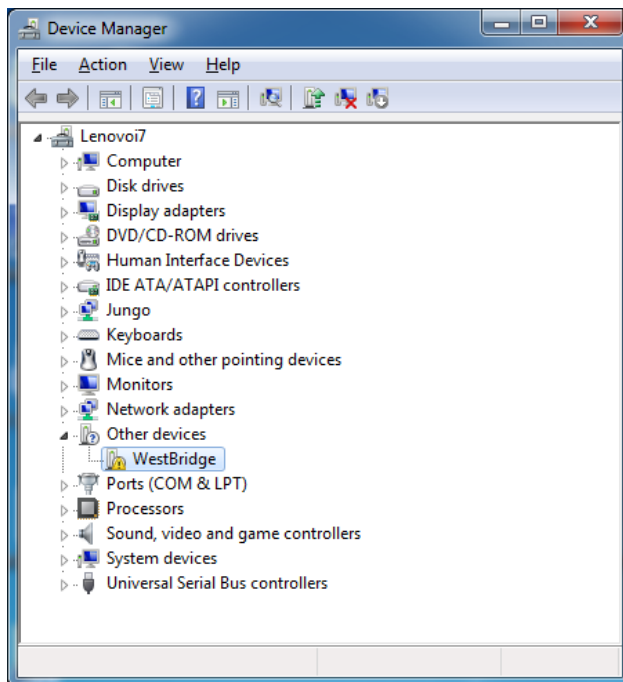 Device Manager
File Action View Help
Lenovoi7
Computer
Disk drives
Display adapters
DVD/CD-ROM drives
Human Interface Devices
IDE ATA/ATAPI controllers
Jungo
Keyboards
Mice and other pointing devices
Monitors
Network adapters
Other devices
WestBridge
Ports (COM & LPT)
Processors
Sound, video and game controllers
System devices
Universal Serial Bus controllers